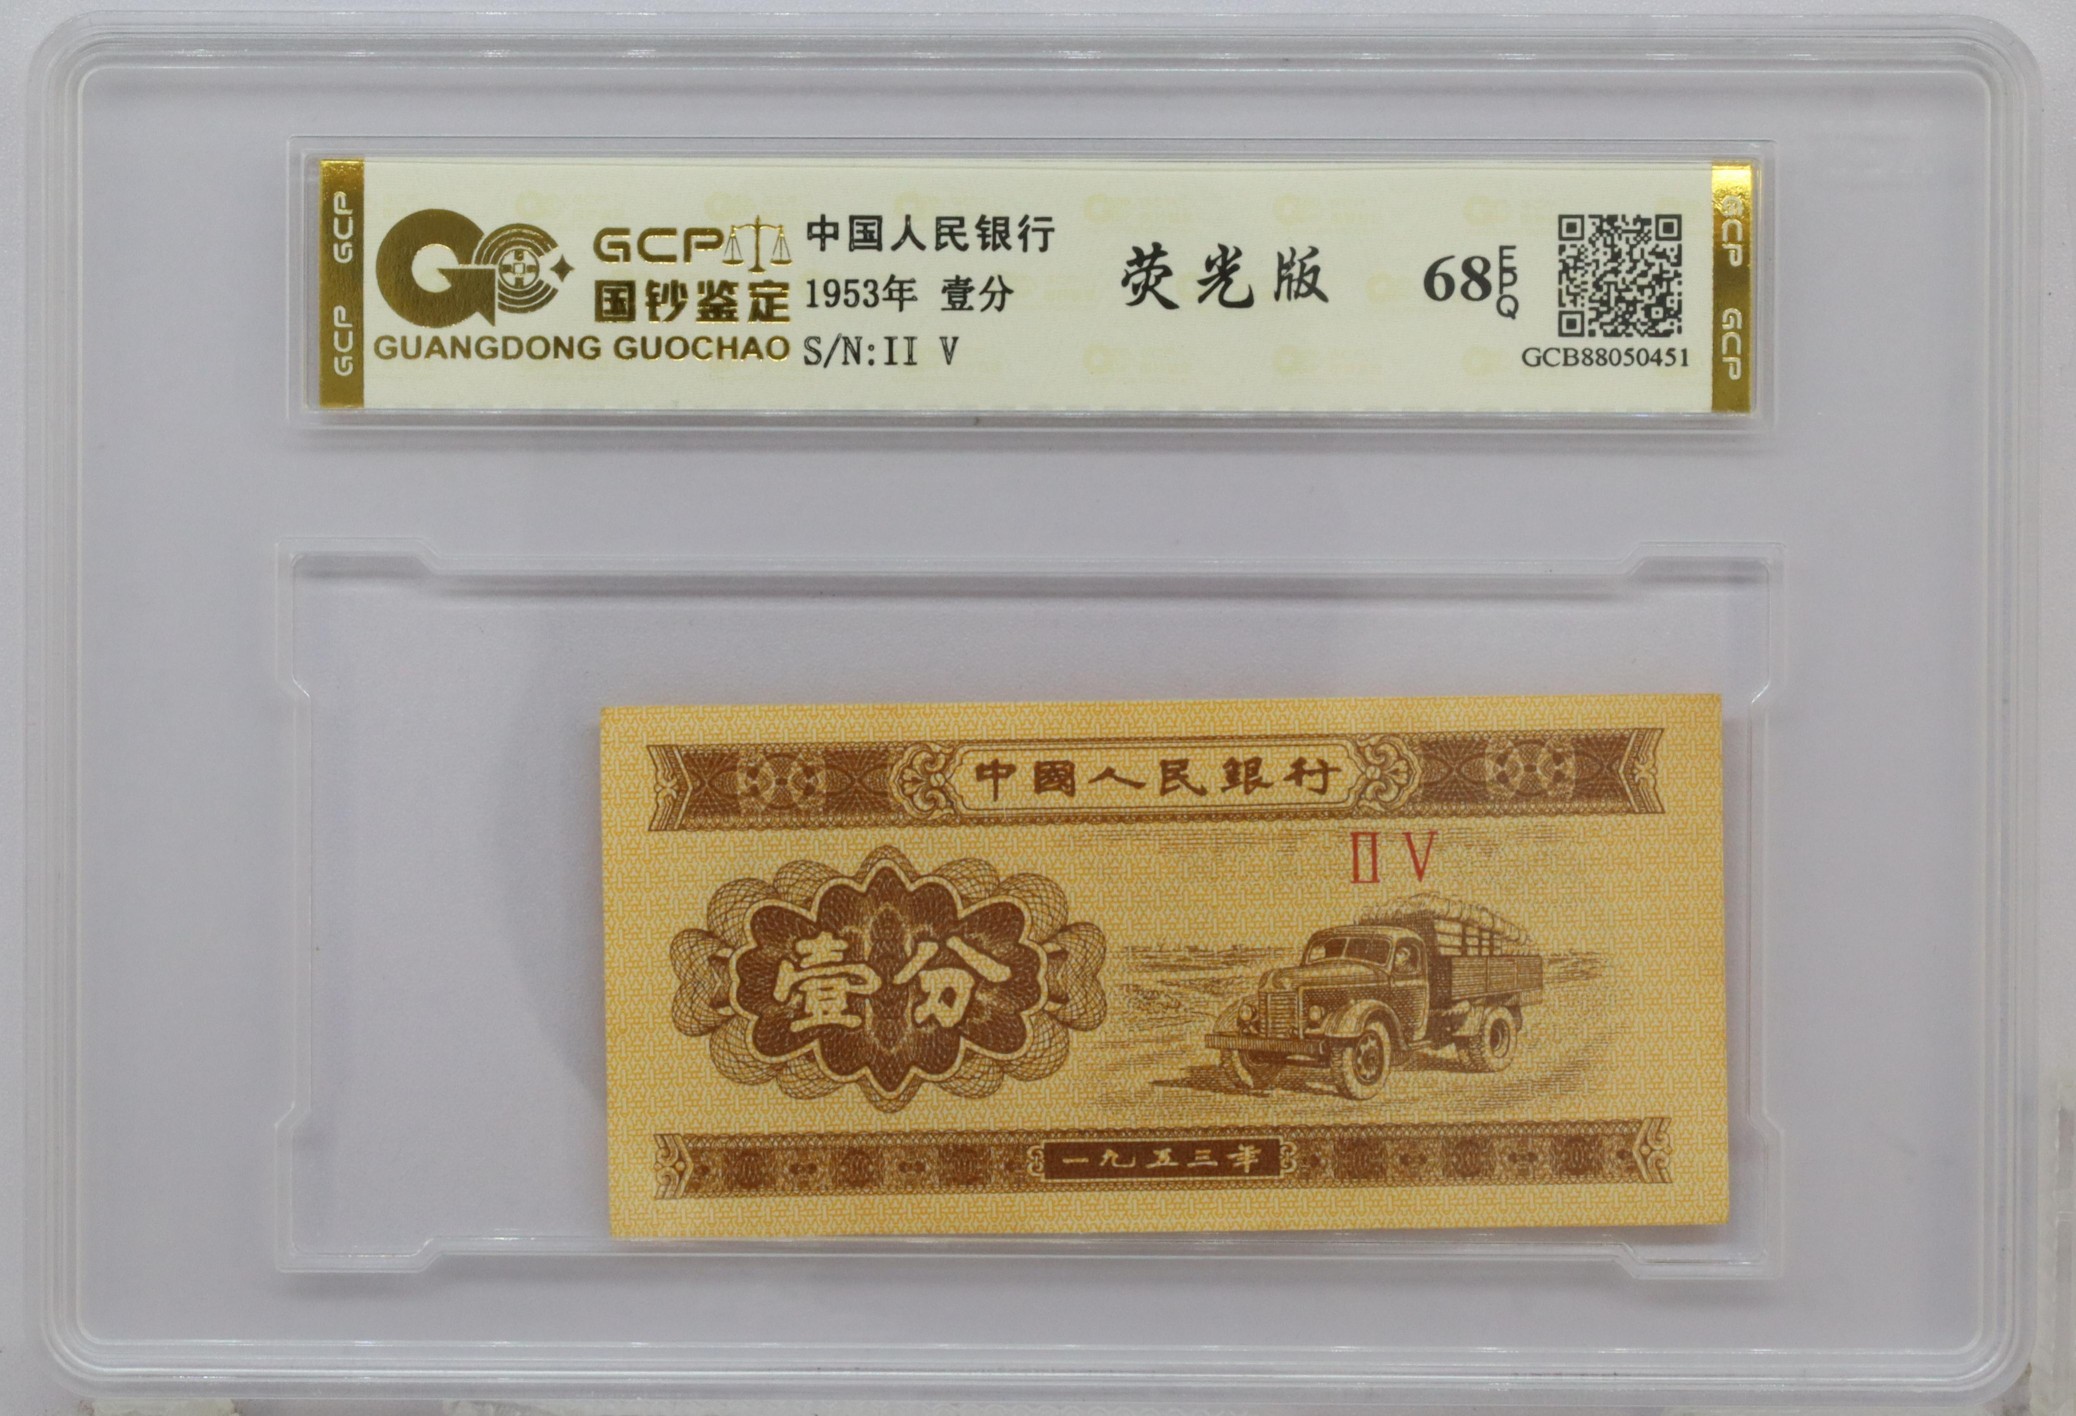 GCP
GCP
GCP
国钞鉴定
GUANGDONG GUOCHAO
中国人民银行
1953年 壹分
S/N:II V
荧光版
68
EPQ
GCB88050451
GCP
GCP
中國人民銀行
II V
壹分
一九五三年